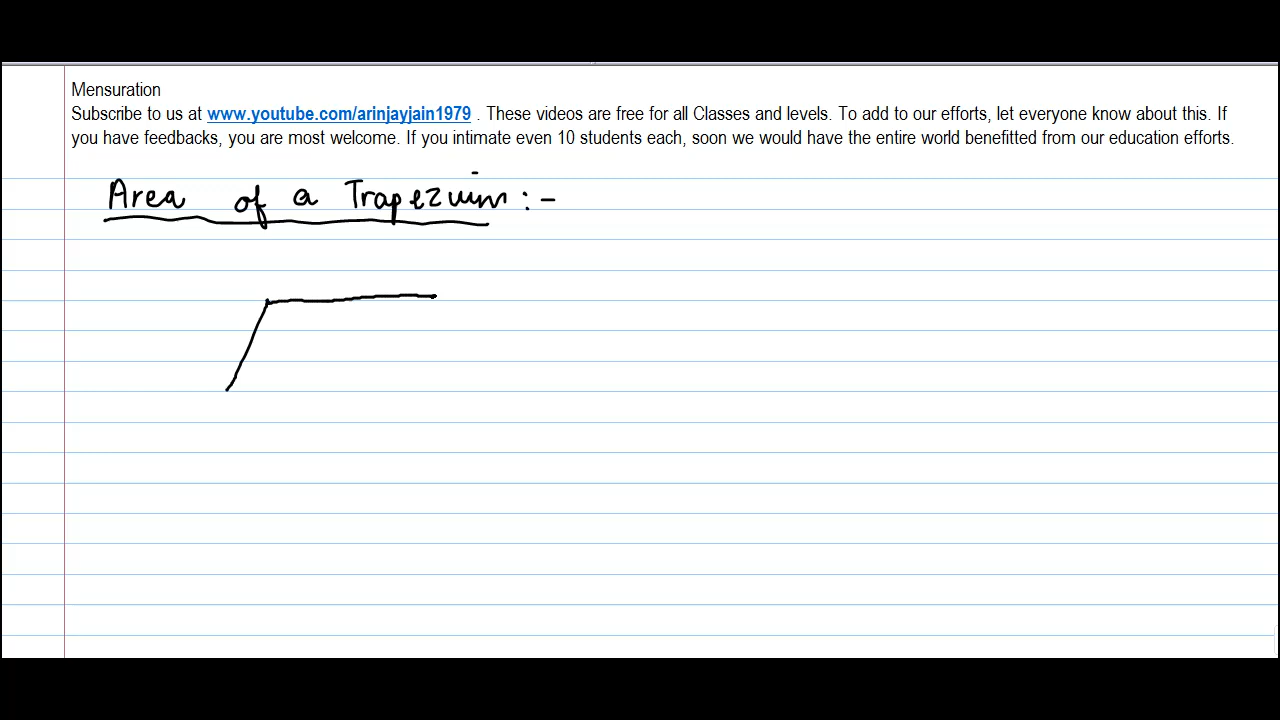 Mensuration
Subscribe to us at www.youtube.com/arinjayjain1979 . These videos are free for all Classes and levels. To add to our efforts, let everyone know about this. If
you have feedbacks, you are most welcome. If you intimate even 10 students each, soon we would have the entire world benefitted from our education efforts.
Area of a Trapezuim :-